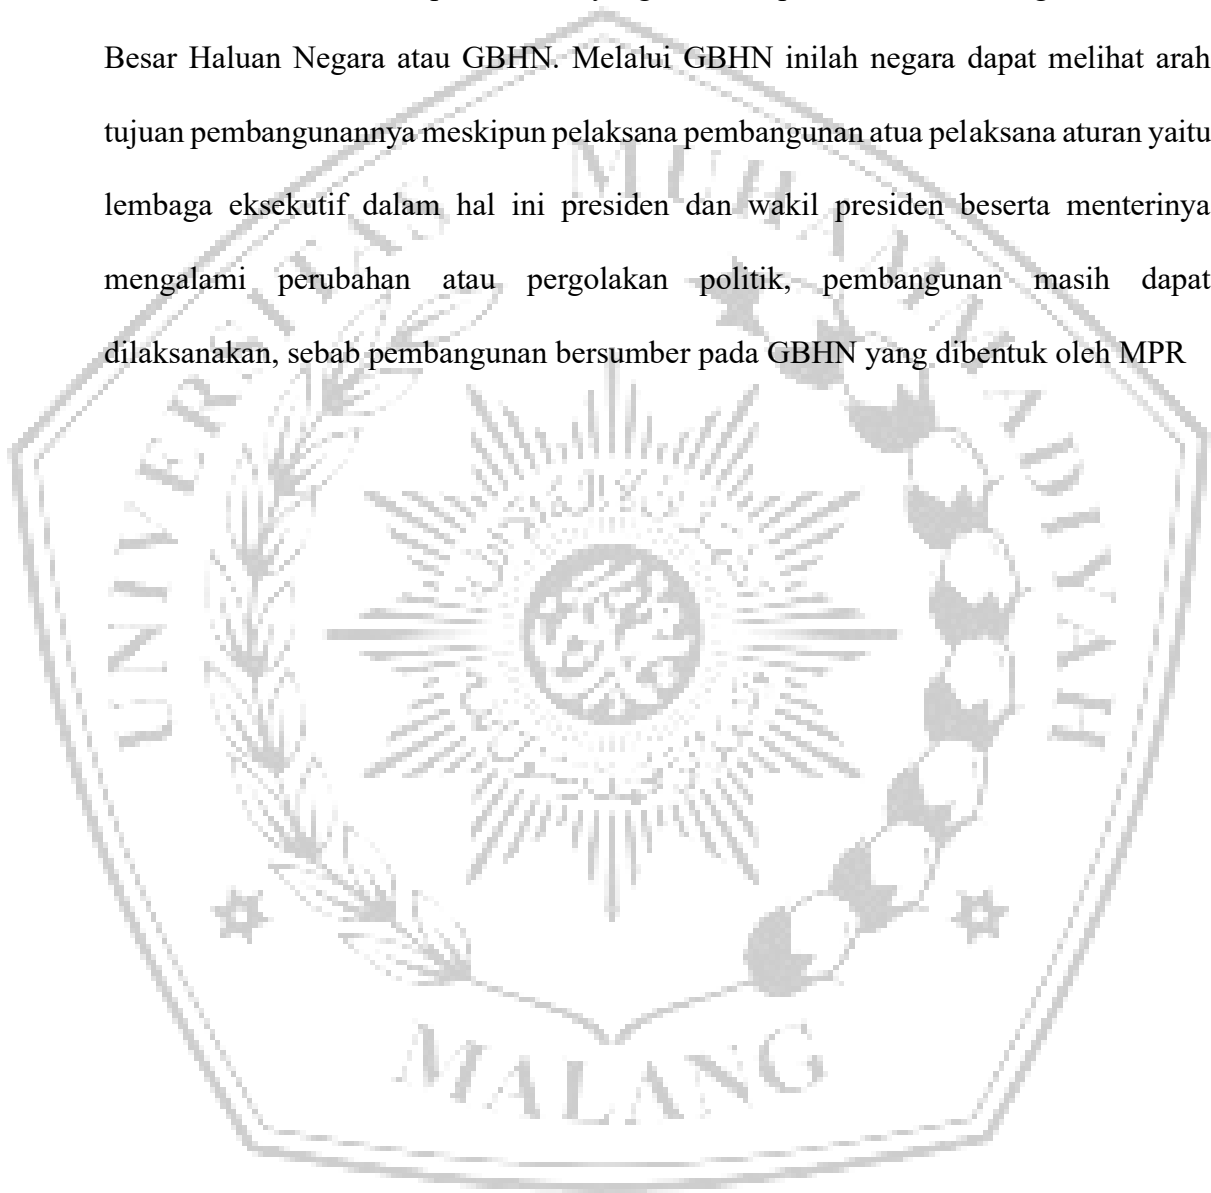 Besar Haluan Negara atau GBHN. Melalui GBHN inilah negara dapat melihat arah
tujuan pembangunannya meskipun pelaksana pembangunan atua pelaksana aturan yaitu
lembaga eksekutif dalam hal ini presiden dan wakil presiden beserta menterinya
mengalami perubahan atau pergolakan politik, pembangunan masih dapat
dilaksanakan, sebab pembangunan bersumber pada GBHN yang dibentuk oleh MPR
UNIVERSITAS MUHAMMADIYAH
MALANG